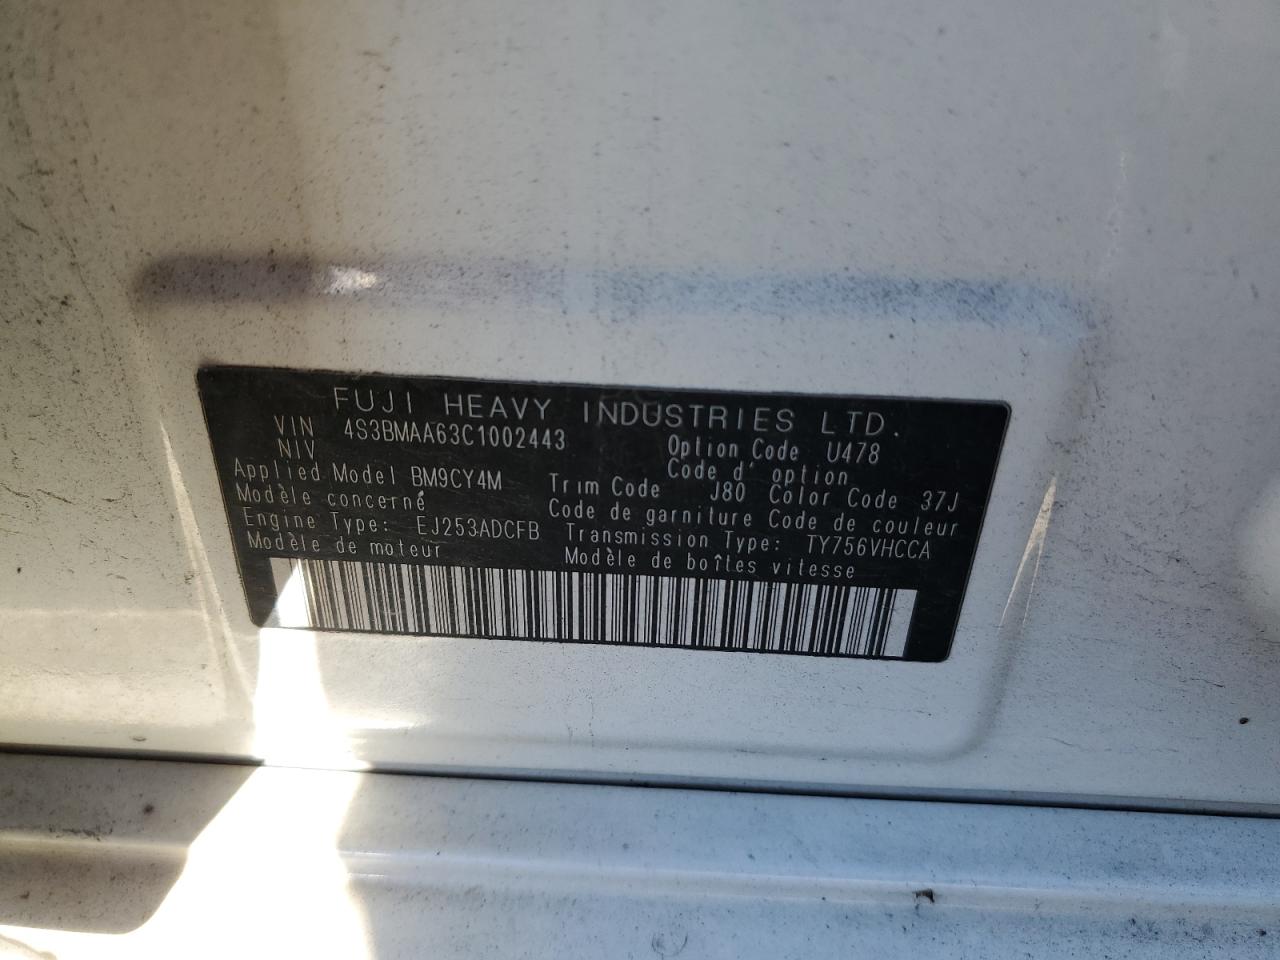 FUJI HEAVY INDUSTRIES LTD.
VIN 4S3BMAA63C1002443 Option Code U478
NIV Code d' option
Applied Model BM9CY4M Trim Code J80 Color Code 37J
Modèle concerné Code de garniture Code de couleur
Engine Type: EJ253ADCFB Transmission Type: TY756VHCCA
Modèle de moteur Modèle de boîtes vitesse